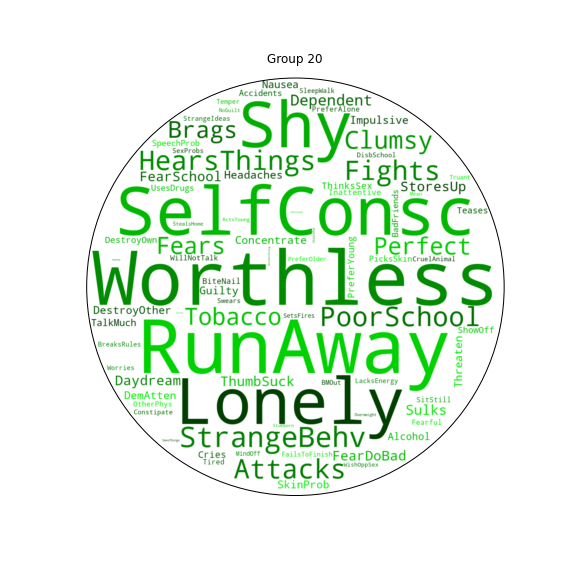 Group 20
Nausea
SleepWalk
Accidents
Temper
Dependent
NoGuilt
PreferAlone
Shy
StrangeIdeas
Impulsive
Brags
Clumsy
SpeechProb
SexProbs
DisbSchool
HearsThings
Fights
FearSchool
Headaches
Truant
UsesDrugs
ThinksSex
Inattentive
StoresUp
SelfConsc
BadFriends
Teases
StealsHome
ActsYoung
DestroyOwn
Fears
Concentrate
Perfect
WillNotTalk
PreferOlder
PreferYoung
PicksSkin
CruelAnimal
Worthless
BiteNail
Guilty
Swears
DestroyOther
Tobacco
SetsFires
PoorSchool
TalkMuch
ShowOff
RunAway
BreaksRules
Threaten
Worries
Daydream
ThumbSuck
BMOut
LacksEnergy
DemAtten
Lonely
SitStill
OtherPhys
Sulks
Constipate
Overweight
Fearful
StrangeBehv
Alcohol
Cries
MindOff
FailsToFinish
FearDoBad
Tired
Attacks
WishOppSex
SkinProb